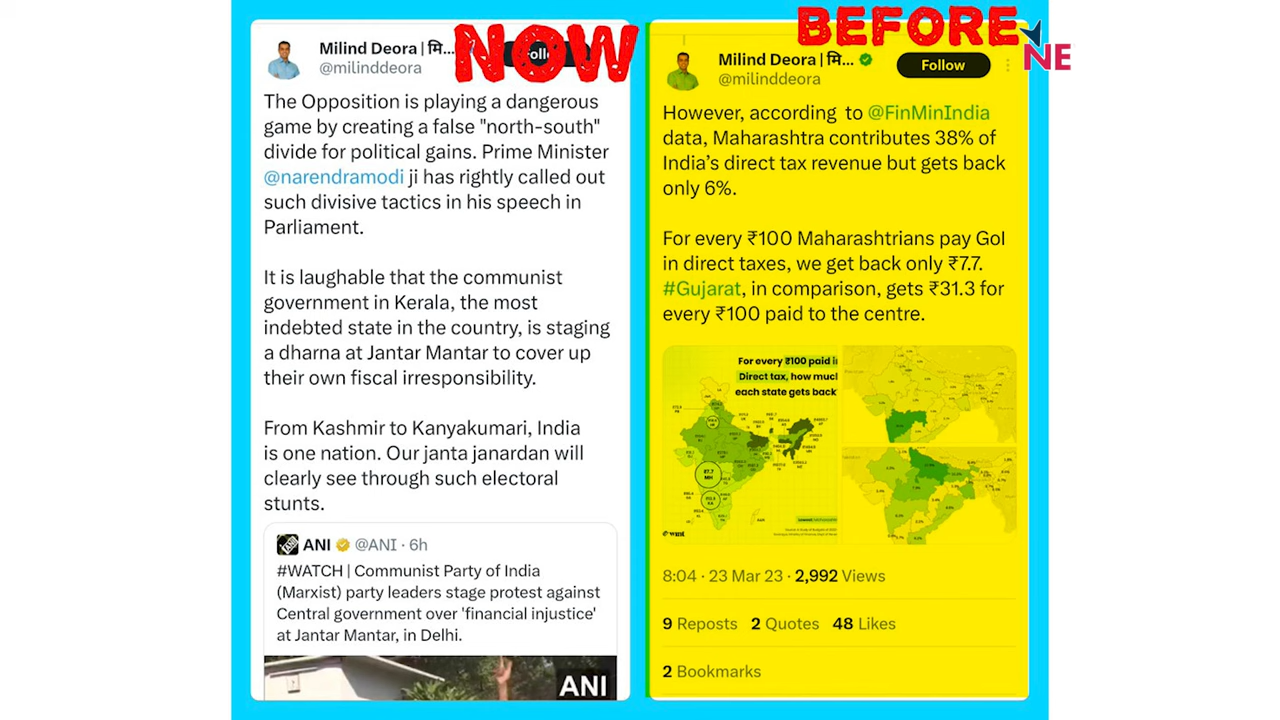 NOW
Milind Deora | मि...
@milinddeora
The Opposition is playing a dangerous
game by creating a false "north-south"
divide for political gains. Prime Minister
@narendramodi ji has rightly called out
such divisive tactics in his speech in
Parliament.
It is laughable that the communist
government in Kerala, the most
indebted state in the country, is staging
a dharna at Jantar Mantar to cover up
their own fiscal irresponsibility.
From Kashmir to Kanyakumari, India
is one nation. Our janta janardan will
clearly see through such electoral
stunts.
ANI @ANI · 6h
#WATCH | Communist Party of India
(Marxist) party leaders stage protest against
Central government over 'financial injustice'
at Jantar Mantar, in Delhi.
ANI
BEFORE
NE
Milind Deora | मि...
Follow
@milinddeora
However, according to @FinMinIndia
data, Maharashtra contributes 38% of
India's direct tax revenue but gets back
only 6%.
For every ₹100 Maharashtrians pay GoI
in direct taxes, we get back only ₹7.7.
#Gujarat, in comparison, gets ₹31.3 for
every ₹100 paid to the centre.
For every ₹100 paid in
Direct tax, how much
each state gets back
₹7.7
MH
8:04 · 23 Mar 23 · 2,992 Views
9 Reposts 2 Quotes 48 Likes
2 Bookmarks